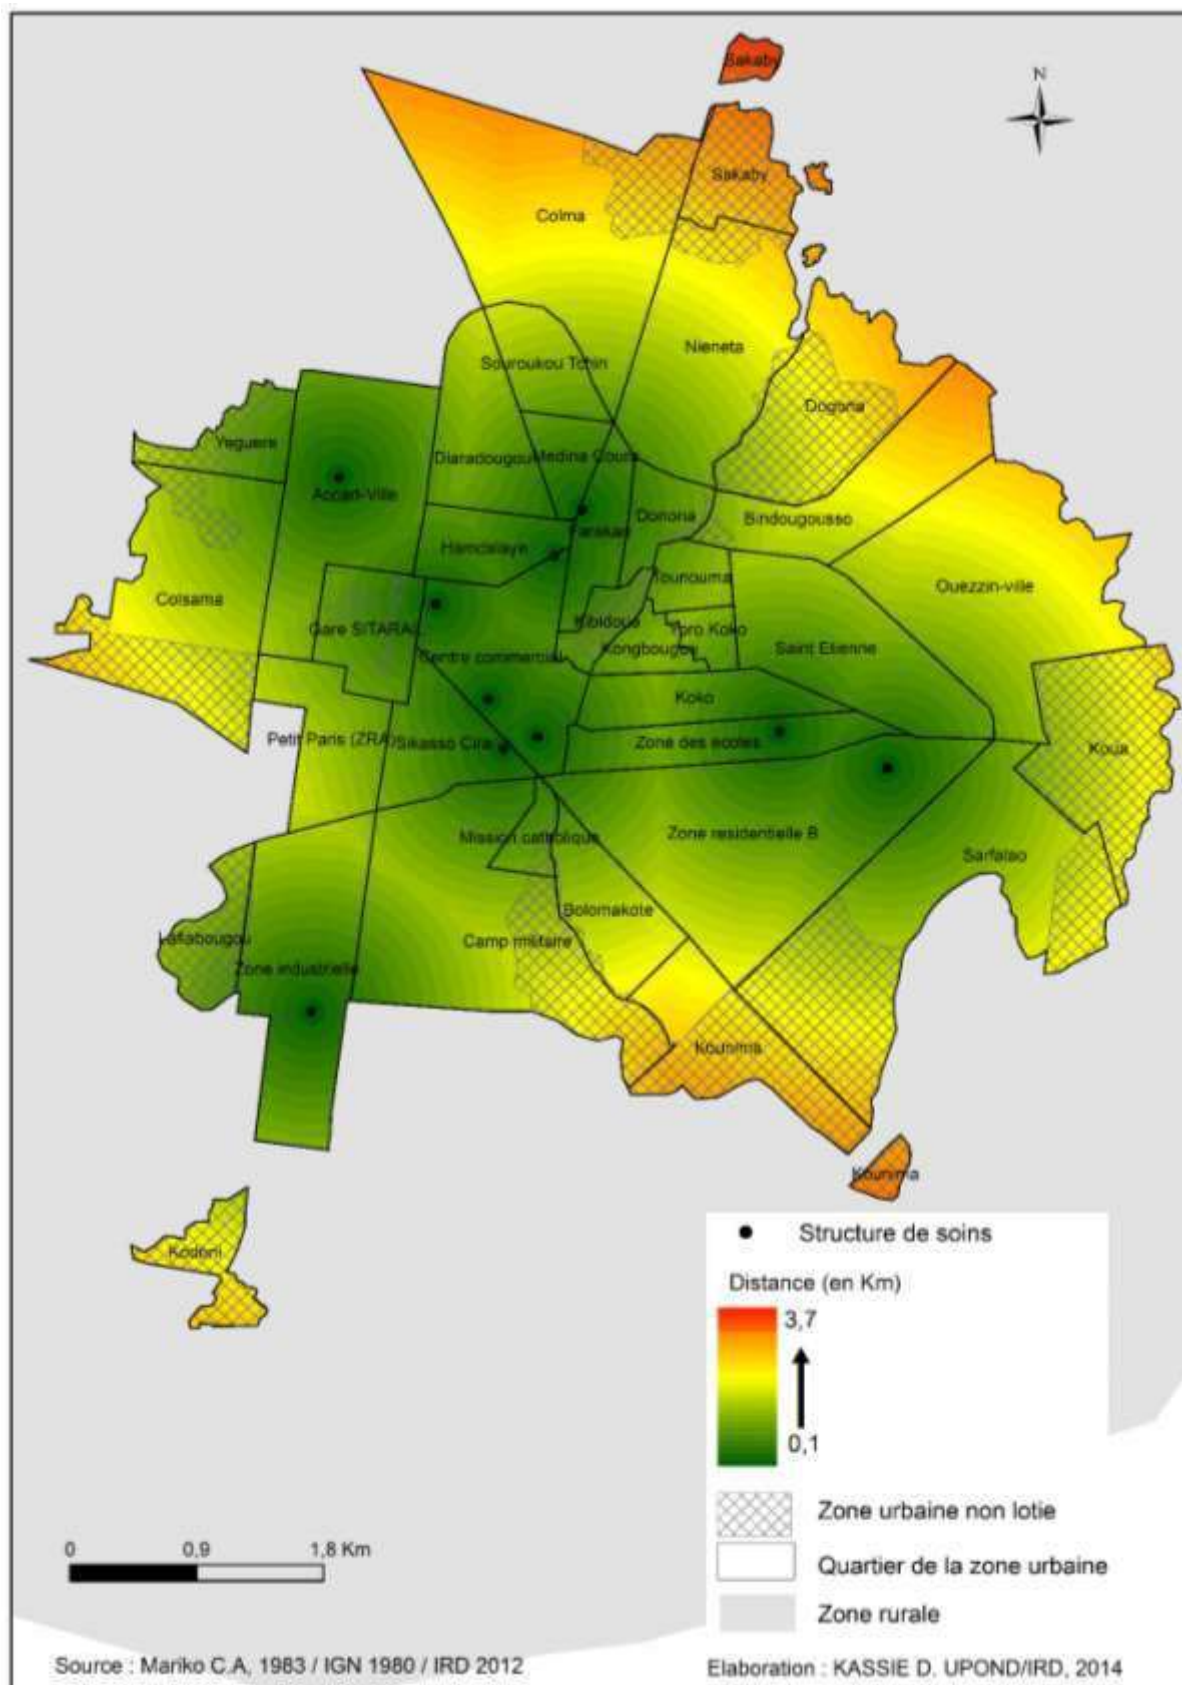 Sakaby
N
Sakaby
Colma
Nieneta
Souroukou Tchin
Dogona
Yeguere
Diaradougou
Medina Coura
Accart-Ville
Farakan
Donona
Bindougousso
Hamdalaye
Tounouma
Ouezzin-ville
Colsama
Gare SITARAIL
Kibidoue
Yoro Koko
Kongbougou
Saint Etienne
Centre commercial
Koko
Petit Paris (ZRA)
Sikasso Cira
Zone des ecoles
Koua
Mission catholique
Zone residentielle B
Sarfalao
Bolomakote
Lafiabougou
Camp militaire
Zone industrielle
Kounima
Kounima
Kodeni
Structure de soins
Distance (en Km)
3,7
0,1
Zone urbaine non lotie
0 0,9 1,8 Km
Quartier de la zone urbaine
Zone rurale
Source : Mariko C.A, 1983 / IGN 1980 / IRD 2012
Elaboration : KASSIE D. UPOND/IRD, 2014